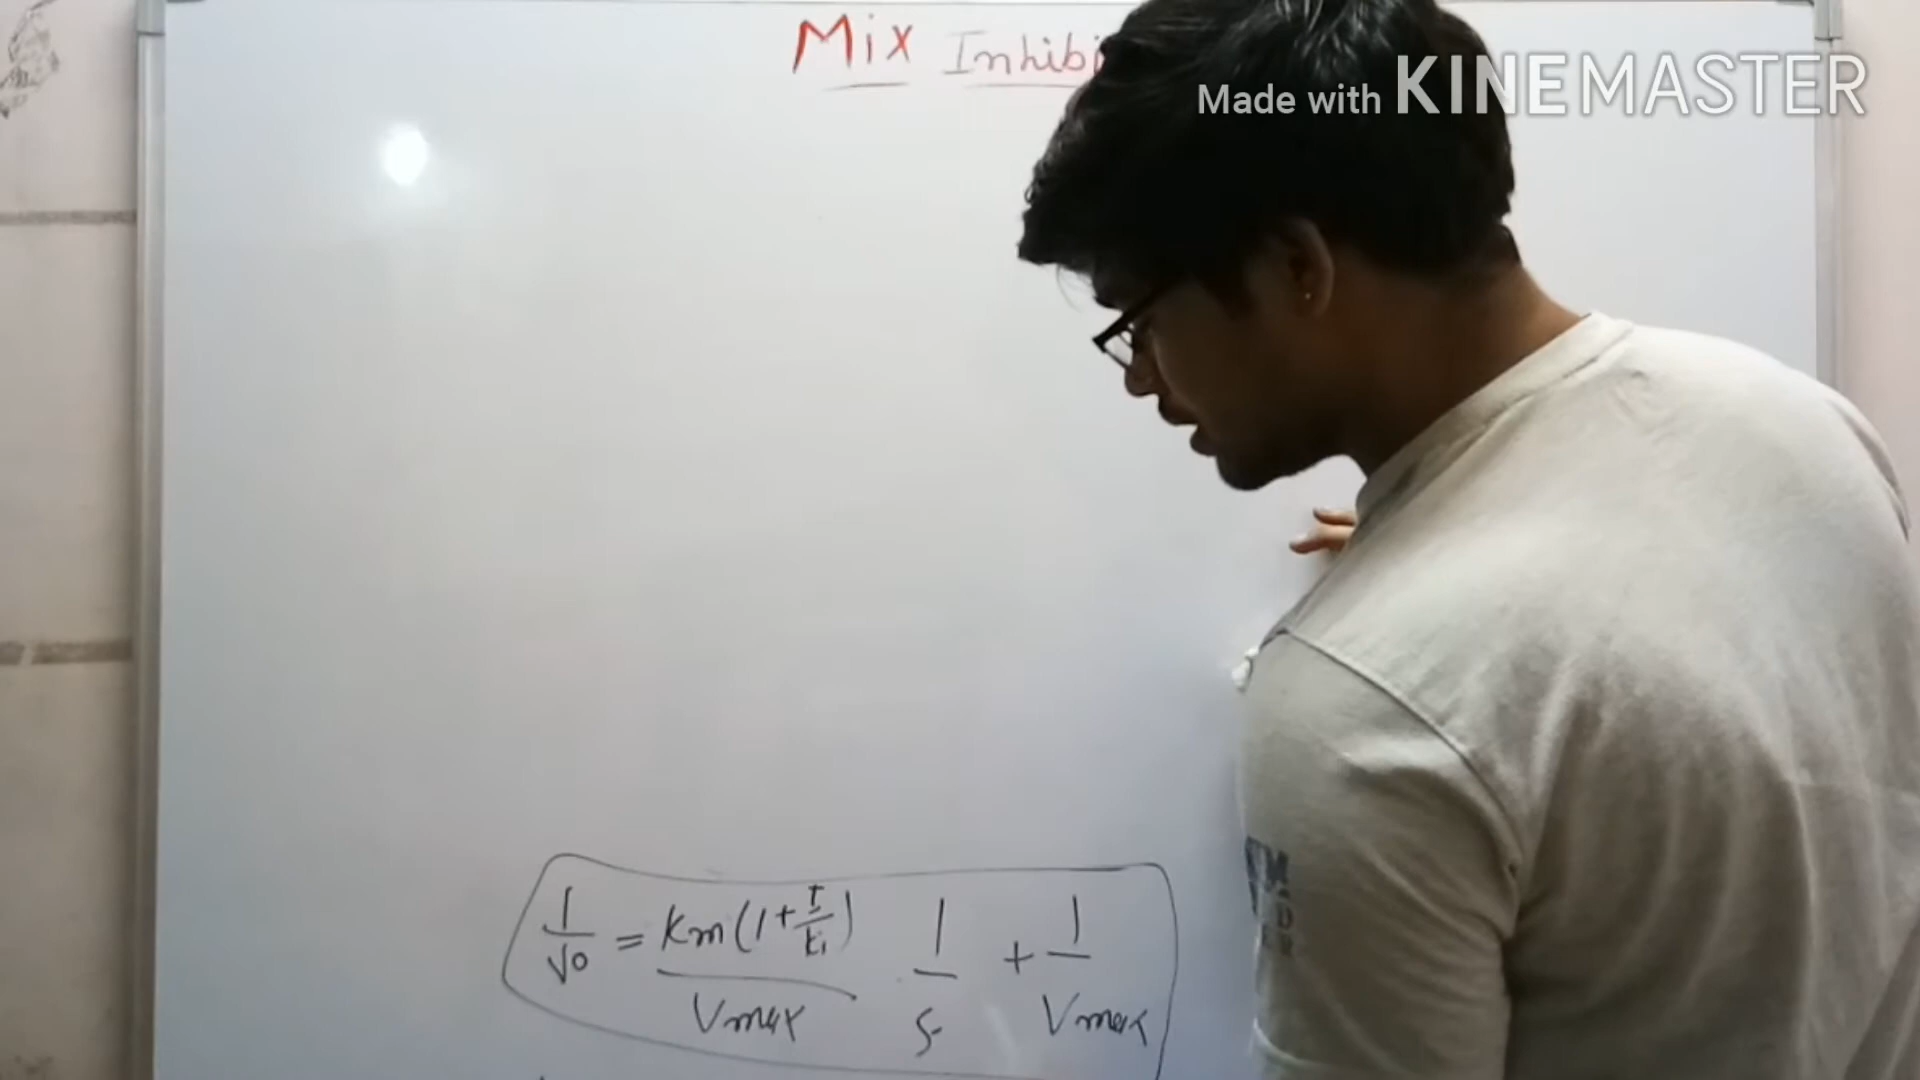 Mix Inhibi
Made with KINEMASTER
1/v0 = Km(1+I/Ki)/Vmax 1/S + 1/Vmax